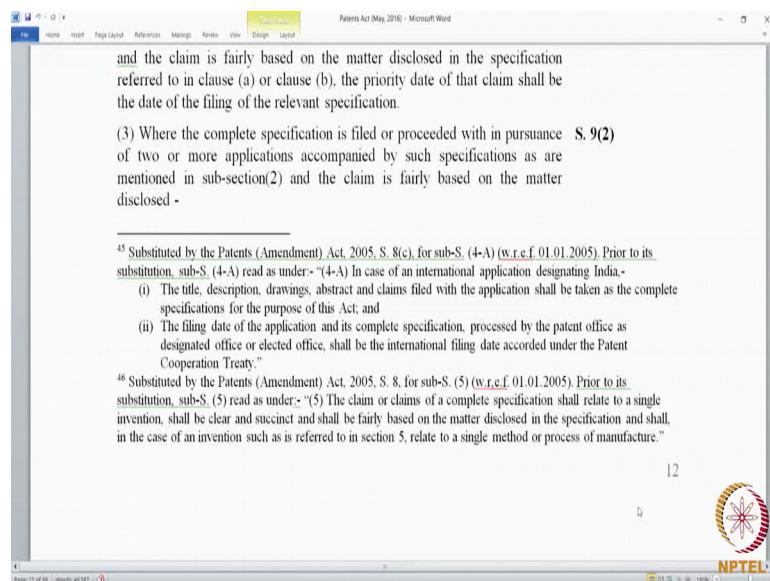 Patents Act (May, 2016) - Microsoft Word
File Home Insert Page Layout References Mailings Review View Design Layout
and the claim is fairly based on the matter disclosed in the specification
referred to in clause (a) or clause (b), the priority date of that claim shall be
the date of the filing of the relevant specification.
(3) Where the complete specification is filed or proceeded with in pursuance S. 9(2)
of two or more applications accompanied by such specifications as are
mentioned in sub-section(2) and the claim is fairly based on the matter
disclosed -
45 Substituted by the Patents (Amendment) Act, 2005, S. 8(c), for sub-S. (4-A) (w.r.e.f. 01.01.2005). Prior to its
substitution, sub-S. (4-A) read as under:- “(4-A) In case of an international application designating India,-
(i) The title, description, drawings, abstract and claims filed with the application shall be taken as the complete
specifications for the purpose of this Act; and
(ii) The filing date of the application and its complete specification, processed by the patent office as
designated office or elected office, shall be the international filing date accorded under the Patent
Cooperation Treaty.”
46 Substituted by the Patents (Amendment) Act, 2005, S. 8, for sub-S. (5) (w.r.e.f. 01.01.2005). Prior to its
substitution, sub-S. (5) read as under:- “(5) The claim or claims of a complete specification shall relate to a single
invention, shall be clear and succinct and shall be fairly based on the matter disclosed in the specification and shall,
in the case of an invention such as is referred to in section 5, relate to a single method or process of manufacture.”
12
NPTEL